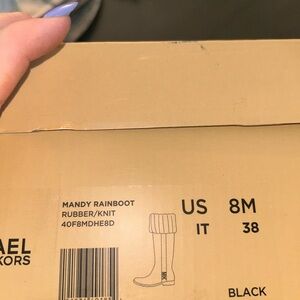 MANDY RAINBOOT
RUBBER/KNIT
40F8MDHE8D
US 8M
IT 38
AEL
KORS
BLACK